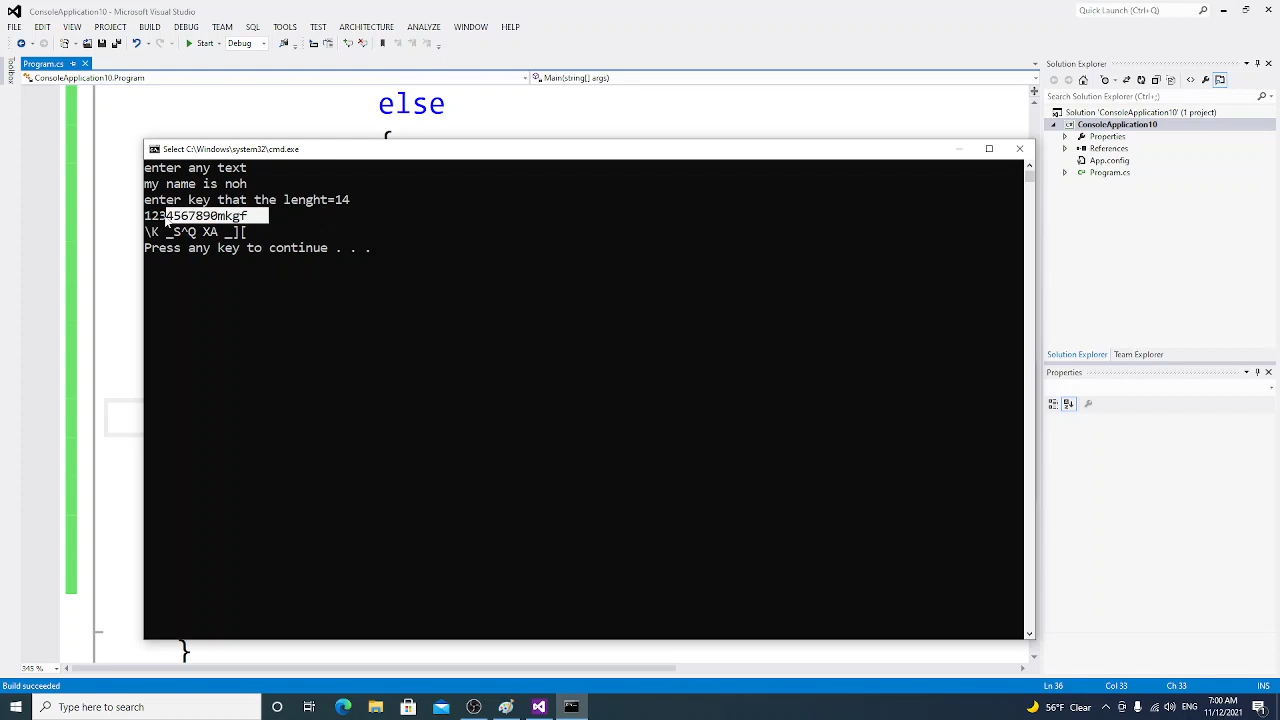 ConsoleApplication10 - Microsoft Visual Studio
Quick Launch (Ctrl+;)
FILE EDIT VIEW PROJECT BUILD DEBUG TEAM SQL TOOLS TEST ARCHITECTURE ANALYZE WINDOW HELP
Start Debug
Program.cs
Toolbox
ConsoleApplication10.Program
Main(string[] args)
else
{
Select C:\Windows\system32\cmd.exe
enter any text
my name is noh
enter key that the lenght=14
1234567890mkgf
\K _S^Q XA _][
Press any key to continue . . .
}
345 %
Solution Explorer
Search Solution Explorer (Ctrl+;)
Solution 'ConsoleApplication10' (1 project)
ConsoleApplication10
Properties
References
App.config
Program.cs
Solution Explorer Team Explorer
Properties
Build succeeded
Ln 36 Col 33 Ch 33 INS
Type here to search
55°F Clear
ENG
7:00 AM
11/12/2021